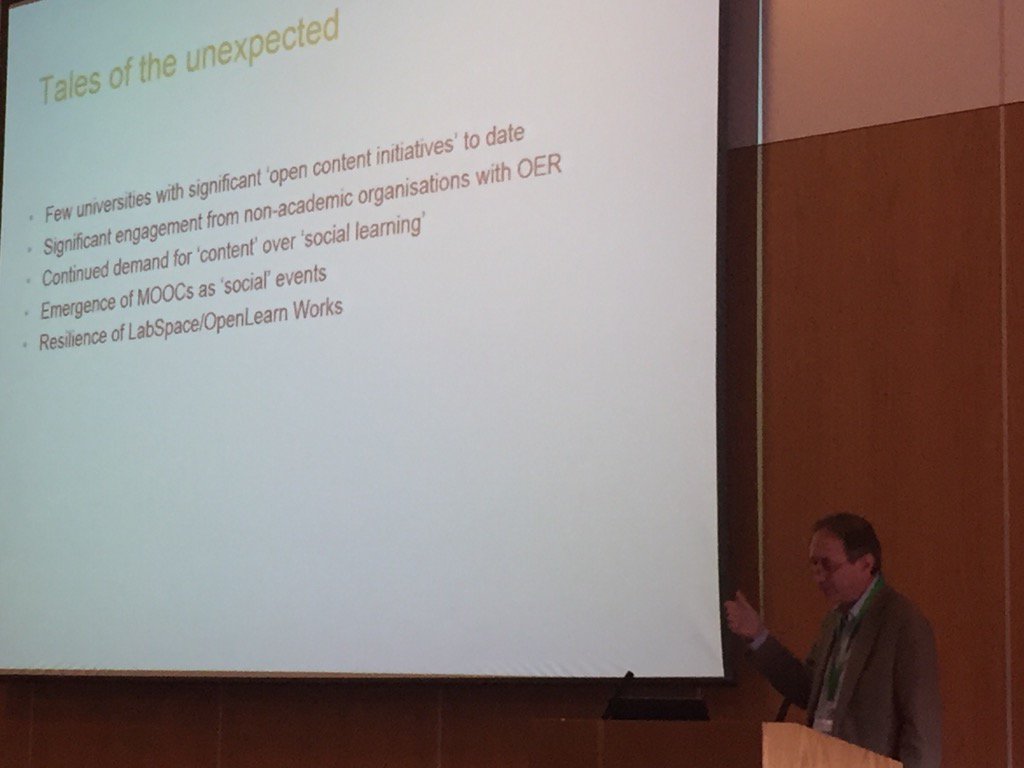 Tales of the unexpected
• Few universities with significant 'open content initiatives' to date
• Significant engagement from non-academic organisations with OER
• Continued demand for 'content' over 'social learning'
• Emergence of MOOCs as 'social' events
• Resilience of LabSpace/OpenLearn Works